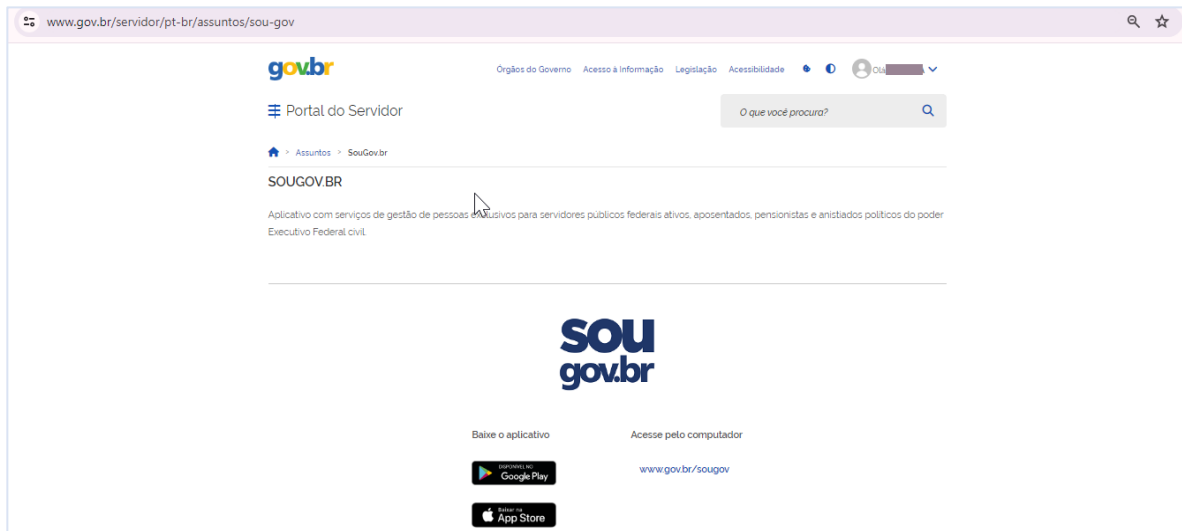 www.gov.br/servidor/pt-br/assuntos/sou-gov
gov.br
Órgãos do Governo Acesso à Informação Legislação Acessibilidade Olá
Portal do Servidor
O que você procura?
Assuntos > SouGov.br
SOUGOV.BR
Aplicativo com serviços de gestão de pessoas exclusivos para servidores públicos federais ativos, aposentados, pensionistas e anistiados políticos do poder
Executivo Federal civil.
sou
gov.br
Baixe o aplicativo Acesse pelo computador
DISPONÍVEL NO
Google Play
www.gov.br/sougov
Baixar na
App Store